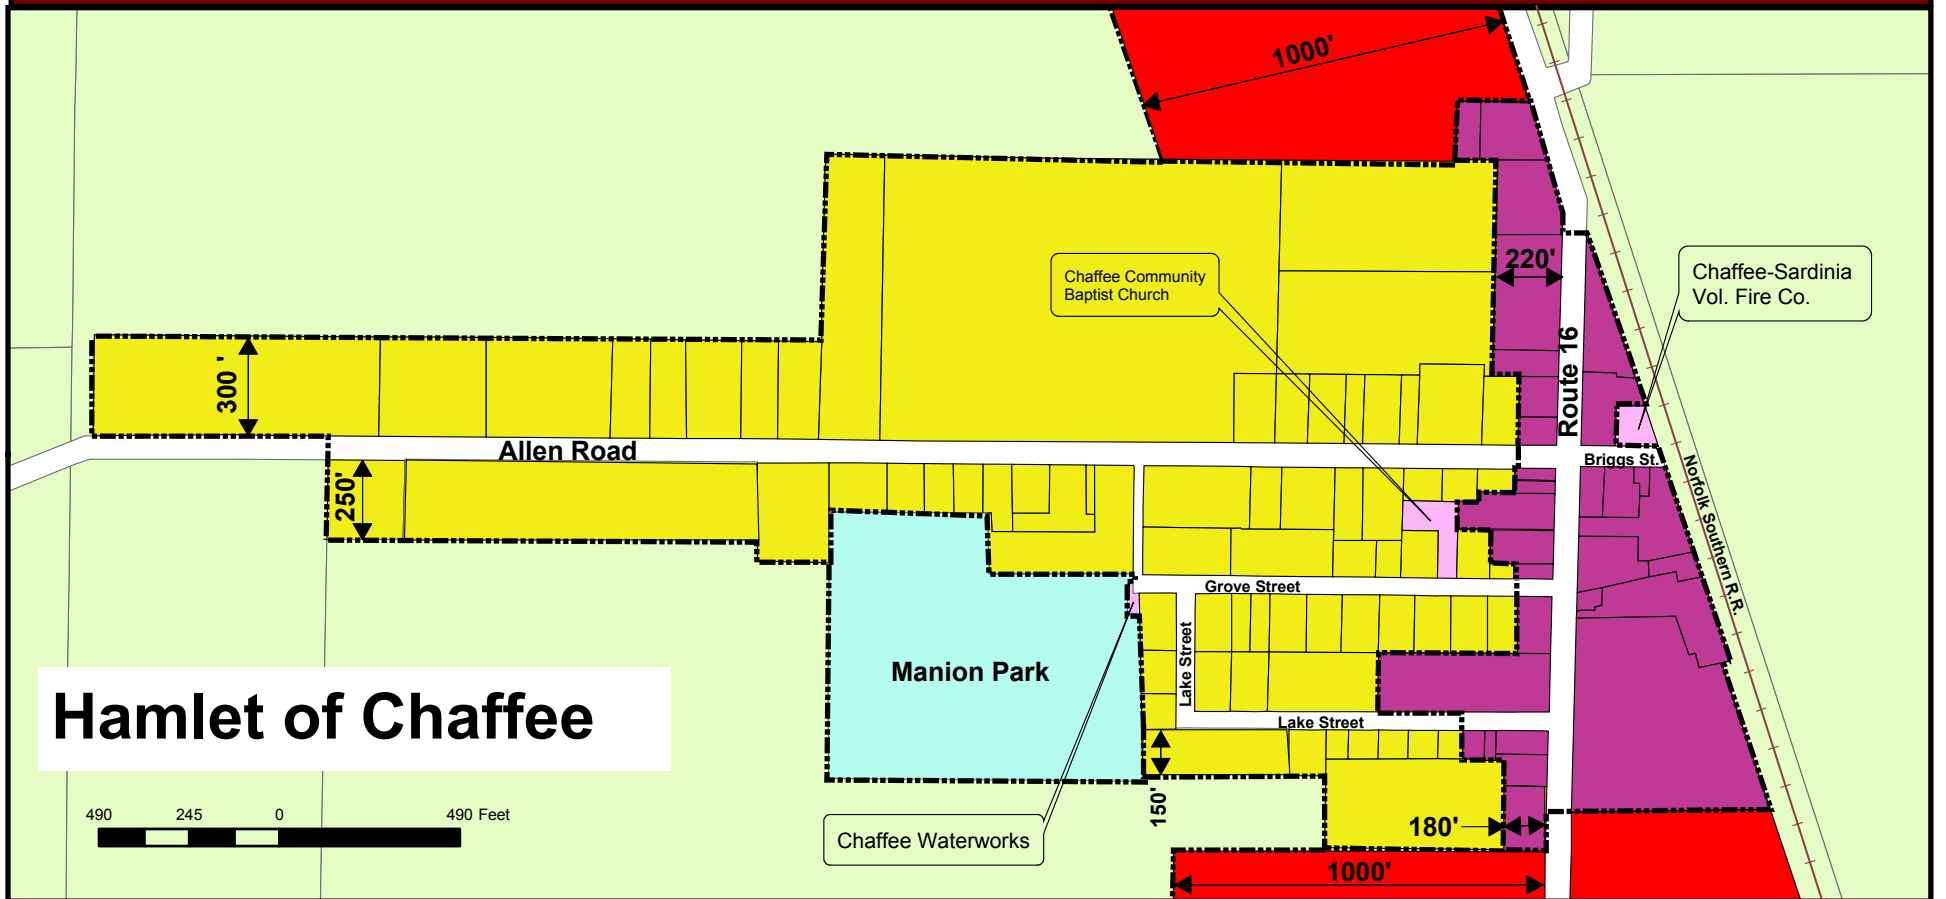 1000'
220'
Chaffee Community
Baptist Church
Chaffee-Sardinia
Vol. Fire Co.
Route 16
300 '
Allen Road
Briggs St.
250'
Norfolk Southern R.R.
Grove Street
Lake Street
Manion Park
Hamlet of Chaffee
Lake Street
150'
490 245 0 490 Feet
Chaffee Waterworks
180'
1000'